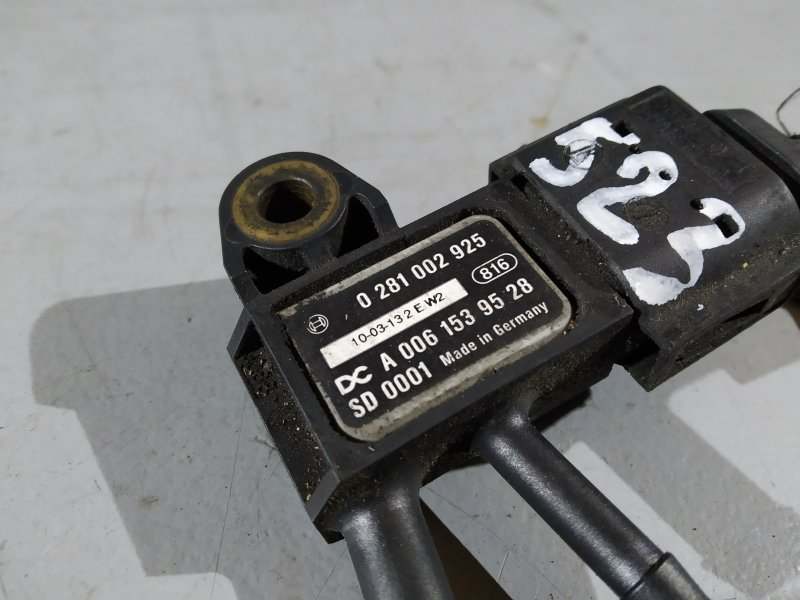 523
0 281 002 925
816
10-03-13 2 E W2
DC A 006 153 95 28
SD 0001 Made in Germany